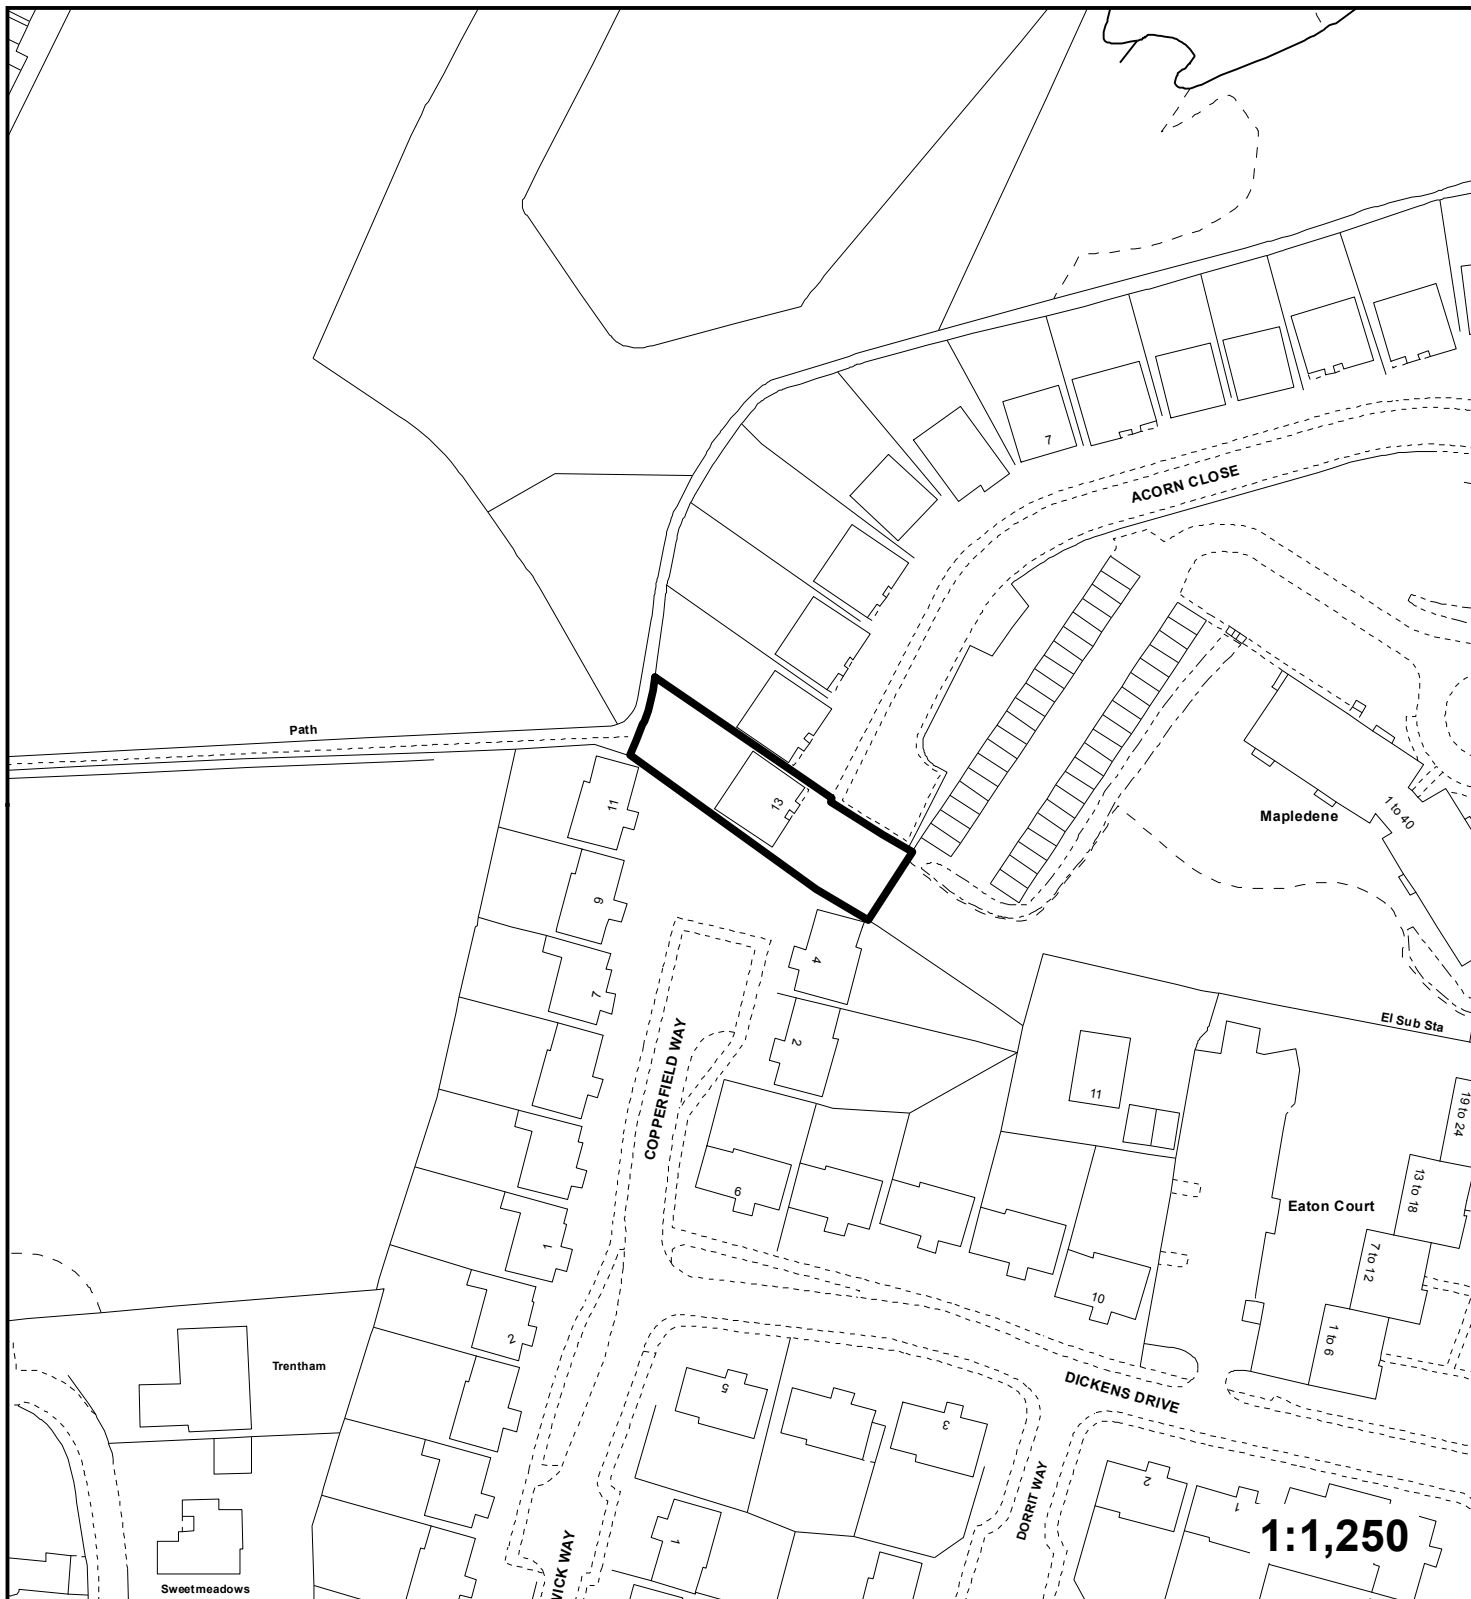 7
ACORN CLOSE
Path
11
13
Mapledene
1 to 40
9
4
7
El Sub Sta
COPPERFIELD WAY
2
11
19 to 24
13 to 18
6
Eaton Court
1
7 to 12
10
1 to 6
2
Trentham
5
DICKENS DRIVE
3
DORRIT WAY
2
1
1:1,250
1
WICK WAY
Sweetmeadows